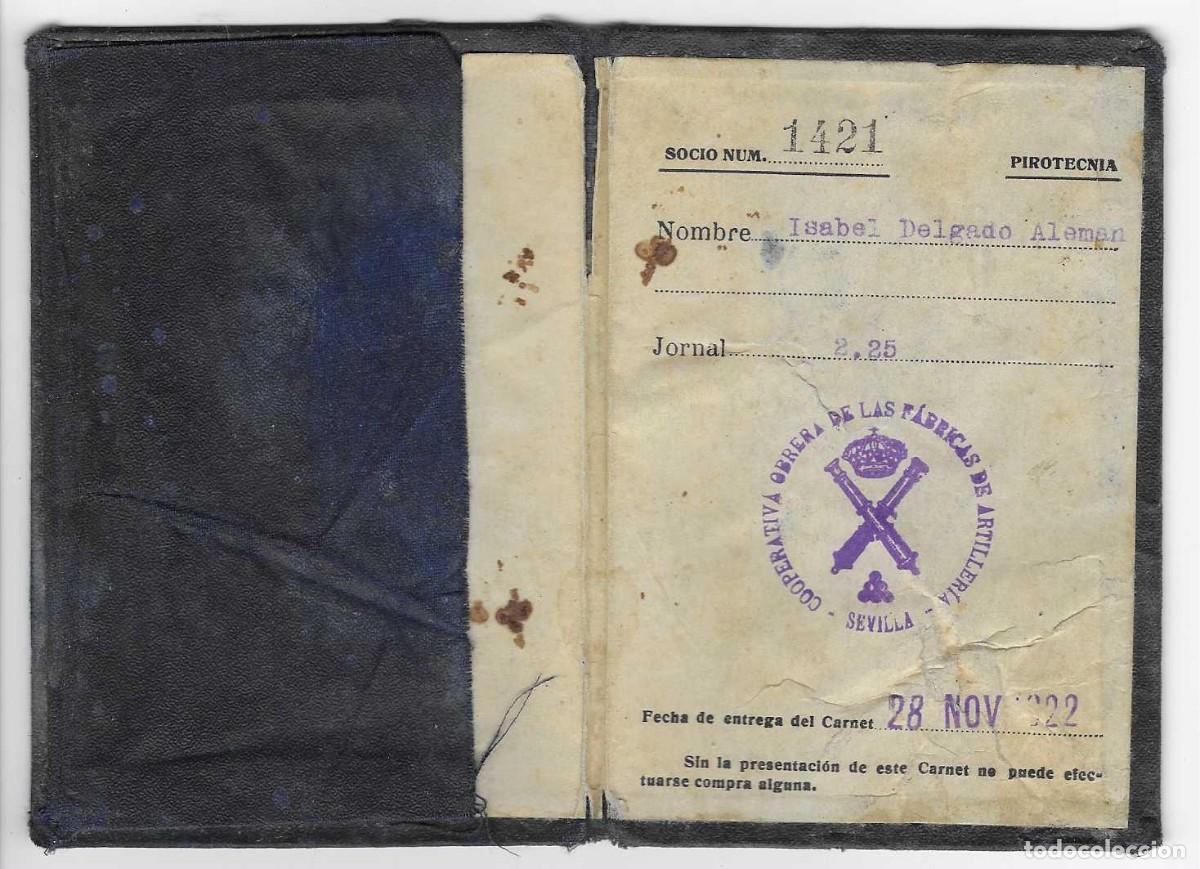 SOCIO NUM. 1421
PIROTECNIA
Nombre Isabel Delgado Aleman
Jornal 2,25
COOPERATIVA OBRERA DE LAS FÁBRICAS DE ARTILLERÍA
- SEVILLA -
Fecha de entrega del Carnet 28 NOV 1922
Sin la presentación de este Carnet no puede efec-
tuarse compra alguna.
todocoleccion